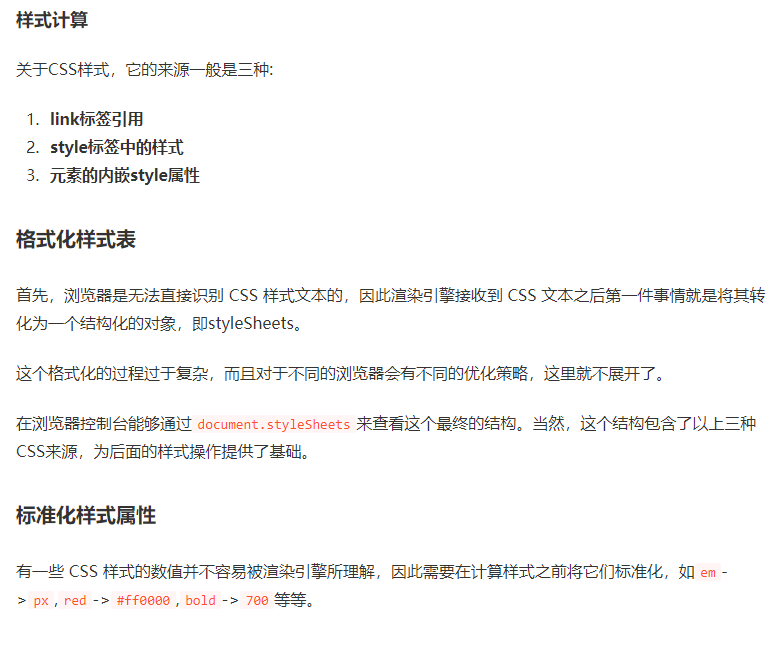 样式计算
关于CSS样式，它的来源一般是三种:
1. link标签引用
2. style标签中的样式
3. 元素的内嵌style属性
格式化样式表
首先，浏览器是无法直接识别 CSS 样式文本的，因此渲染引擎接收到 CSS 文本之后第一件事情就是将其转
化为一个结构化的对象，即styleSheets。
这个格式化的过程过于复杂，而且对于不同的浏览器会有不同的优化策略，这里就不展开了。
在浏览器控制台能够通过 document.styleSheets 来查看这个最终的结构。当然，这个结构包含了以上三种
CSS来源，为后面的样式操作提供了基础。
标准化样式属性
有一些 CSS 样式的数值并不容易被渲染引擎所理解，因此需要在计算样式之前将它们标准化，如 em -
> px , red -> #ff0000 , bold -> 700 等等。